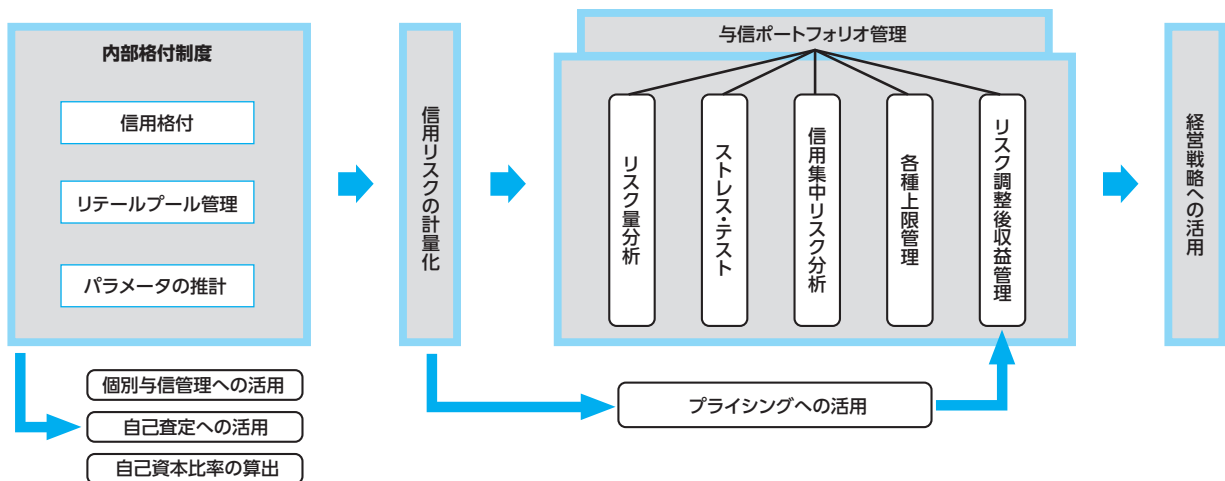 内部格付制度
信用格付
リテールプール管理
パラメータの推計
個別与信管理への活用
自己査定への活用
自己資本比率の算出
信用リスクの計量化
与信ポートフォリオ管理
リスク量分析
ストレス・テスト
信用集中リスク分析
各種上限管理
リスク調整後収益管理
プライシングへの活用
経営戦略への活用